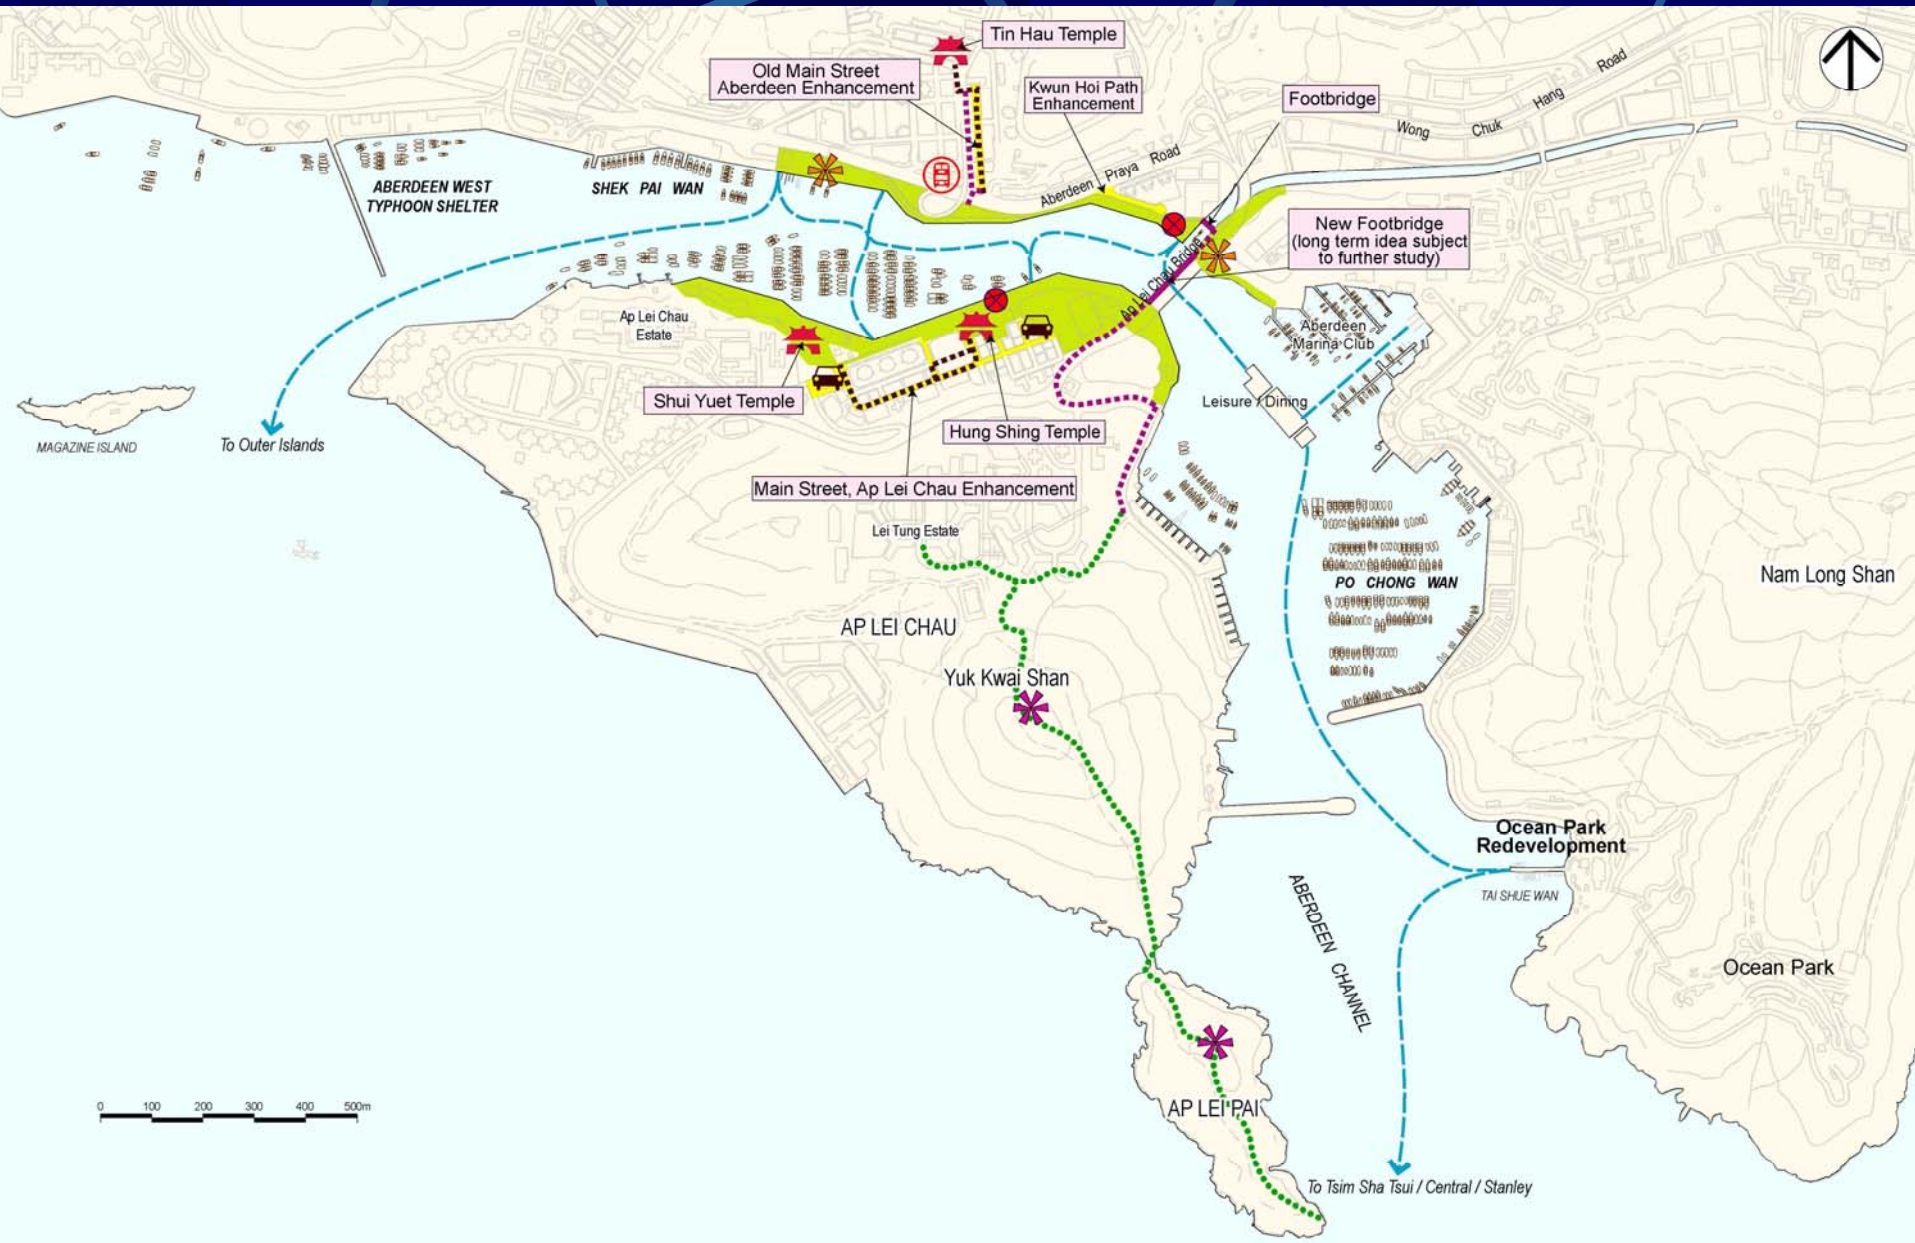 Tin Hau Temple
Old Main Street
Aberdeen Enhancement
Kwun Hoi Path
Enhancement
Footbridge
Wong Chuk Hang Road
Aberdeen Praya Road
ABERDEEN WEST
TYPHOON SHELTER
SHEK PAI WAN
New Footbridge
(long term idea subject
to further study)
Ap Lei Chau Bridge
Ap Lei Chau
Estate
Aberdeen
Marina Club
Shui Yuet Temple
Leisure / Dining
Hung Shing Temple
MAGAZINE ISLAND
To Outer Islands
Main Street, Ap Lei Chau Enhancement
Lei Tung Estate
PO CHONG WAN
Nam Long Shan
AP LEI CHAU
Yuk Kwai Shan
Ocean Park
Redevelopment
TAI SHUE WAN
ABERDEEN CHANNEL
Ocean Park
0 100 200 300 400 500m
AP LEI PAI
To Tsim Sha Tsui / Central / Stanley